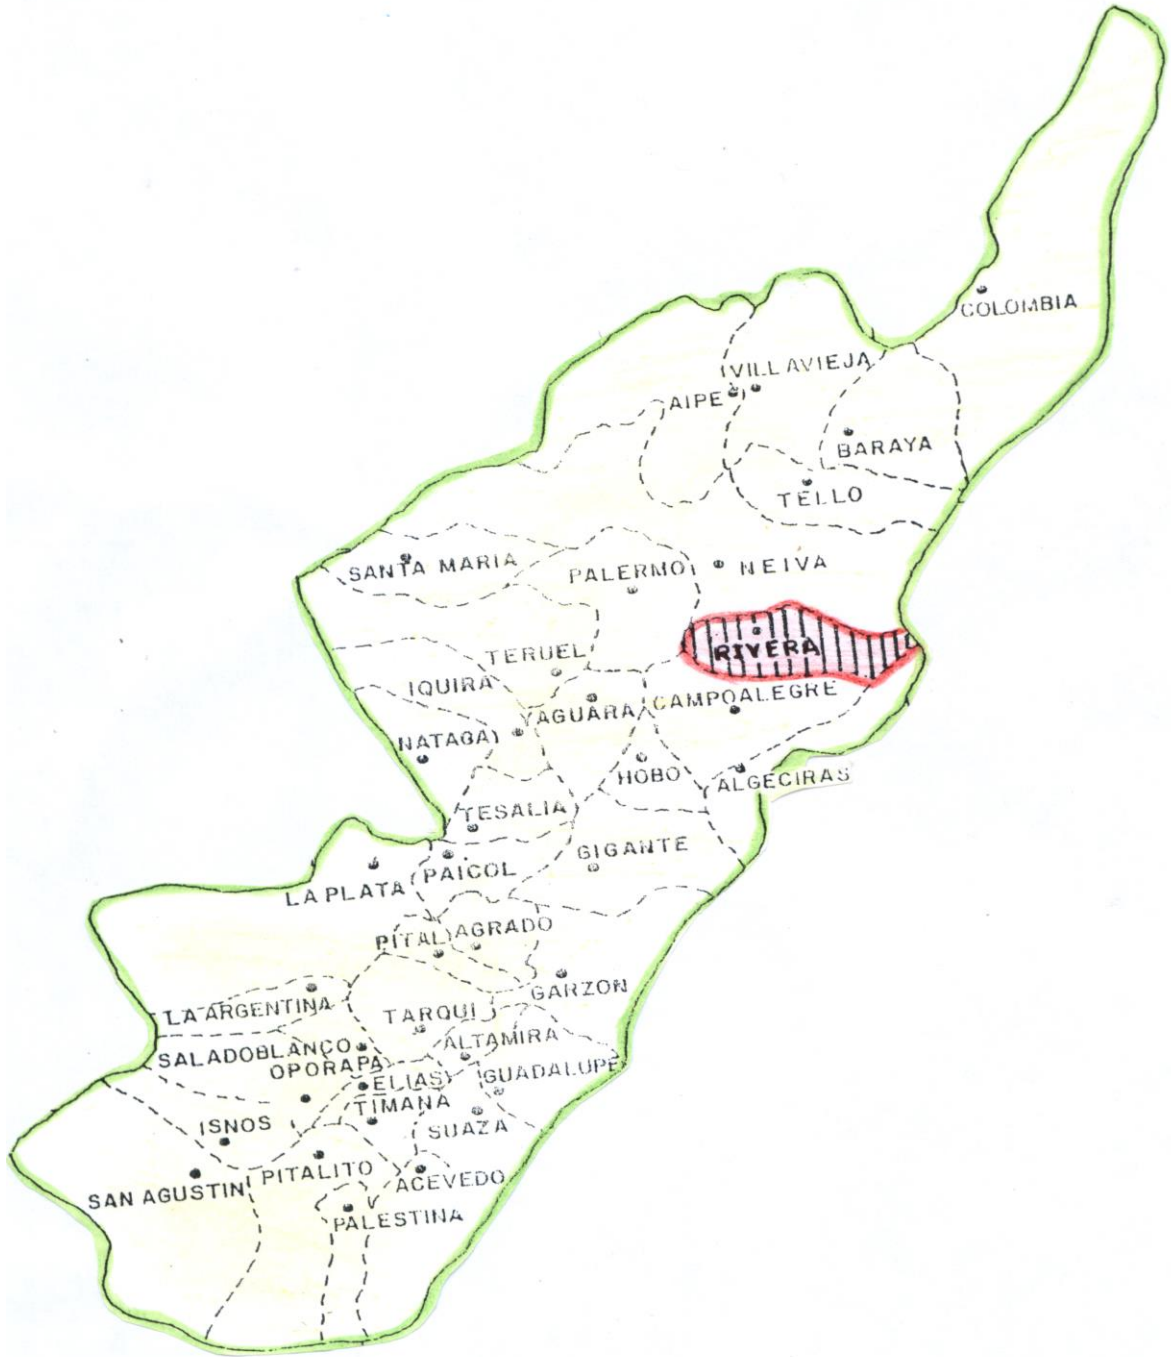 COLOMBIA
VILLAVIEJA
AIPE
BARAYA
TELLO
SANTA MARIA
PALERMO
NEIVA
RIVERA
TERUEL
IQUIRA
CAMPOALEGRE
YAGUARA
NATAGA
HOBO
ALGECIRAS
TESALIA
GIGANTE
PAICOL
LA PLATA
AGRADO
PITAL
GARZON
LA ARGENTINA
TARQUI
ALTAMIRA
SALADOBLANCO
OPORAPA
GUADALUPE
ELIAS
TIMANA
ISNOS
SUAZA
PITALITO
ACEVEDO
SAN AGUSTIN
PALESTINA